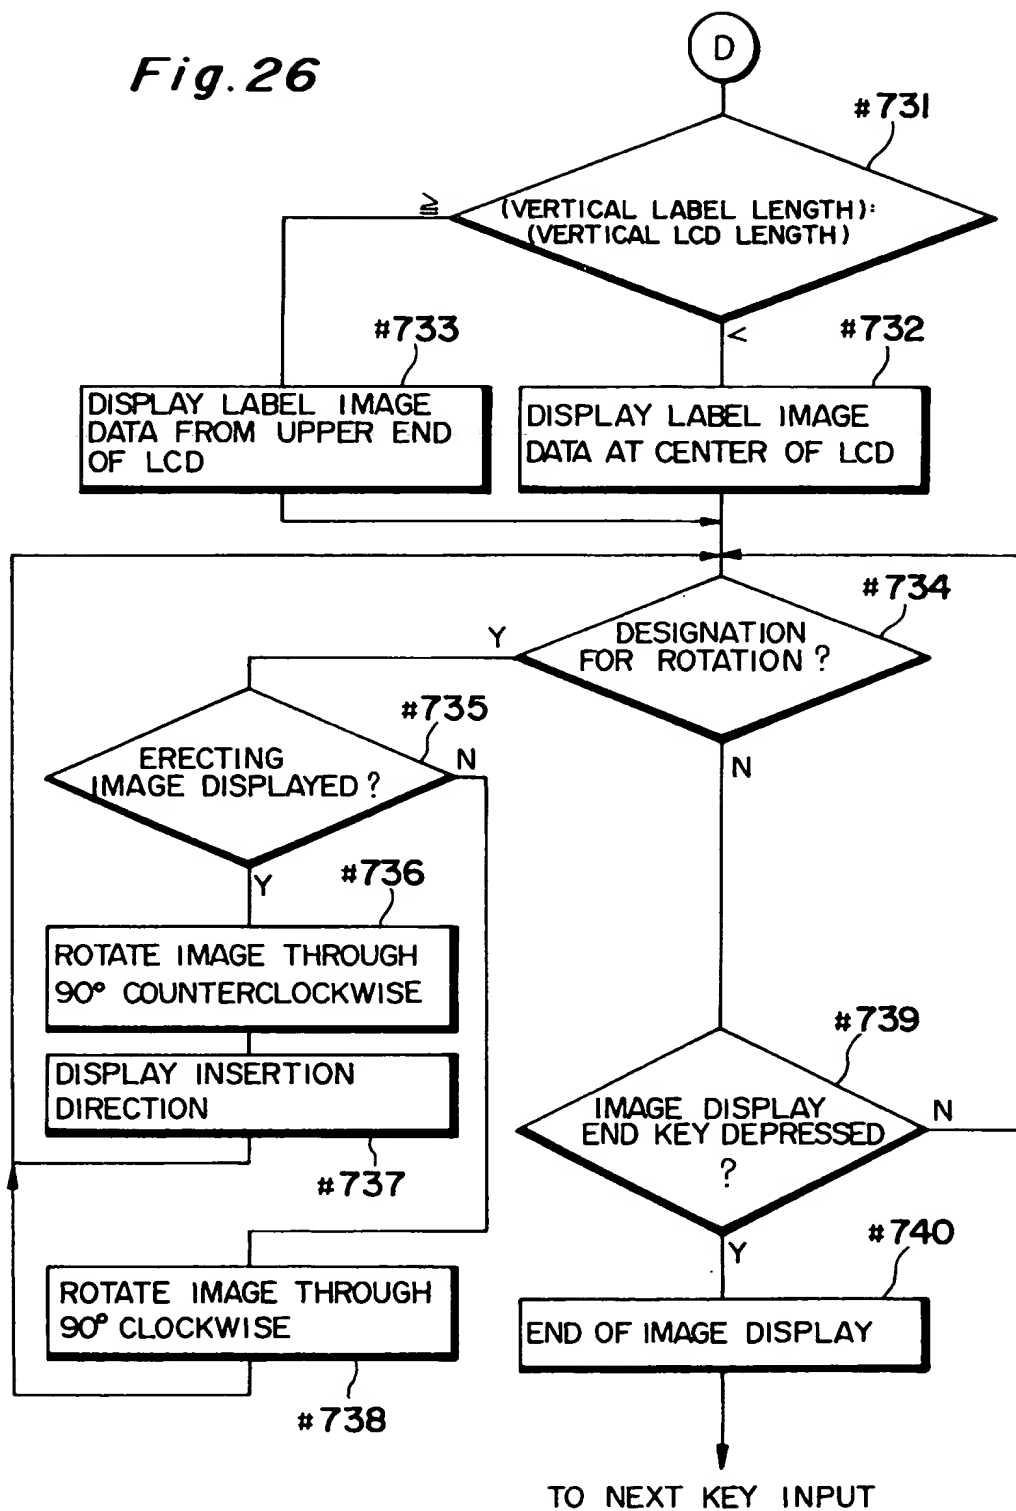 Fig. 26
D
#731
≧
(VERTICAL LABEL LENGTH):
(VERTICAL LCD LENGTH)
<
#733
#732
DISPLAY LABEL IMAGE
DATA FROM UPPER END
OF LCD
DISPLAY LABEL IMAGE
DATA AT CENTER OF LCD
#734
Y
DESIGNATION
FOR ROTATION ?
N
#735
ERECTING
IMAGE DISPLAYED ?
N
Y
#736
ROTATE IMAGE THROUGH
90° COUNTERCLOCKWISE
DISPLAY INSERTION
DIRECTION
#737
#739
IMAGE DISPLAY
END KEY DEPRESSED
?
N
Y
#740
ROTATE IMAGE THROUGH
90° CLOCKWISE
#738
END OF IMAGE DISPLAY
TO NEXT KEY INPUT